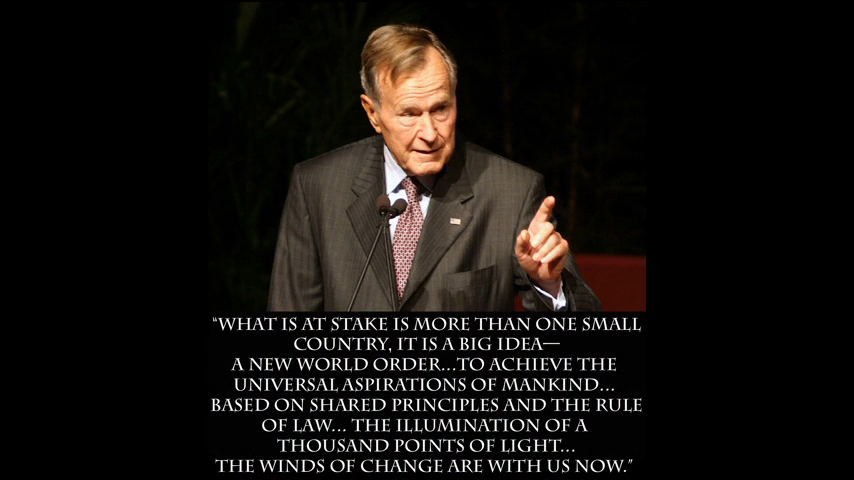 “WHAT IS AT STAKE IS MORE THAN ONE SMALL
COUNTRY, IT IS A BIG IDEA—
A NEW WORLD ORDER...TO ACHIEVE THE
UNIVERSAL ASPIRATIONS OF MANKIND...
BASED ON SHARED PRINCIPLES AND THE RULE
OF LAW... THE ILLUMINATION OF A
THOUSAND POINTS OF LIGHT...
THE WINDS OF CHANGE ARE WITH US NOW.”